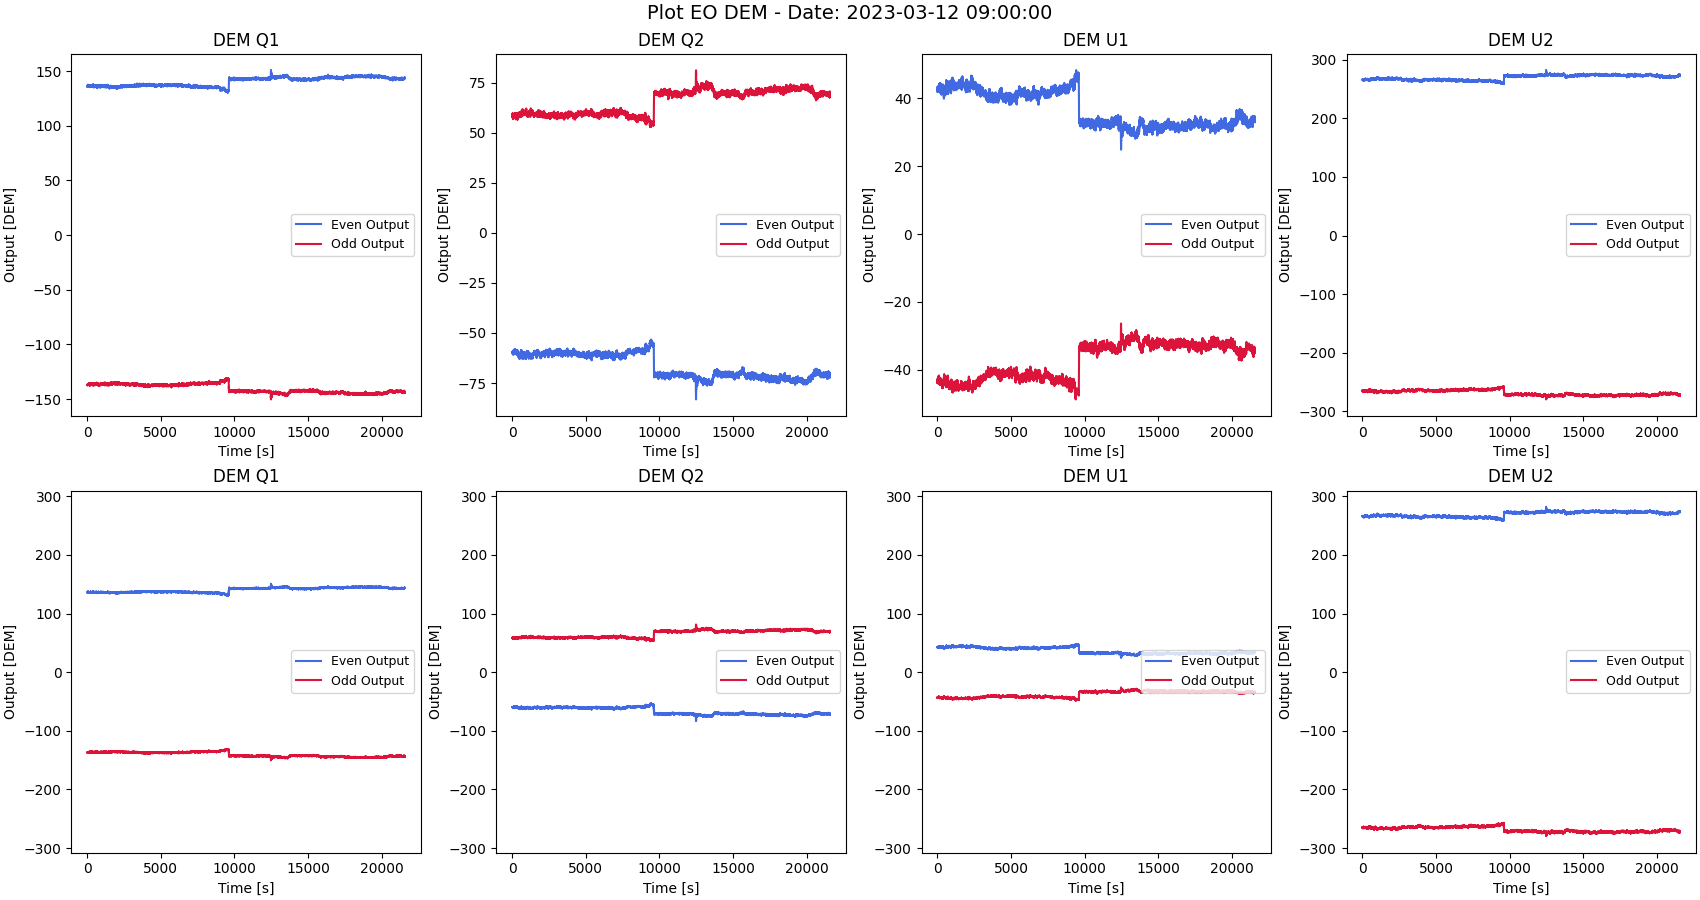 Plot EO DEM - Date: 2023-03-12 09:00:00
DEM Q1
Output [DEM]
150
100
50
0
−50
−100
−150
Even Output
Odd Output
0 5000 10000 15000 20000
Time [s]
DEM Q2
Output [DEM]
75
50
25
0
−25
−50
−75
Even Output
Odd Output
0 5000 10000 15000 20000
Time [s]
DEM U1
Output [DEM]
40
20
0
−20
−40
Even Output
Odd Output
0 5000 10000 15000 20000
Time [s]
DEM U2
Output [DEM]
300
200
100
0
−100
−200
−300
Even Output
Odd Output
0 5000 10000 15000 20000
Time [s]
DEM Q1
Output [DEM]
300
200
100
0
−100
−200
−300
Even Output
Odd Output
0 5000 10000 15000 20000
Time [s]
DEM Q2
Output [DEM]
300
200
100
0
−100
−200
−300
Even Output
Odd Output
0 5000 10000 15000 20000
Time [s]
DEM U1
Output [DEM]
300
200
100
0
−100
−200
−300
Even Output
Odd Output
0 5000 10000 15000 20000
Time [s]
DEM U2
Output [DEM]
300
200
100
0
−100
−200
−300
Even Output
Odd Output
0 5000 10000 15000 20000
Time [s]